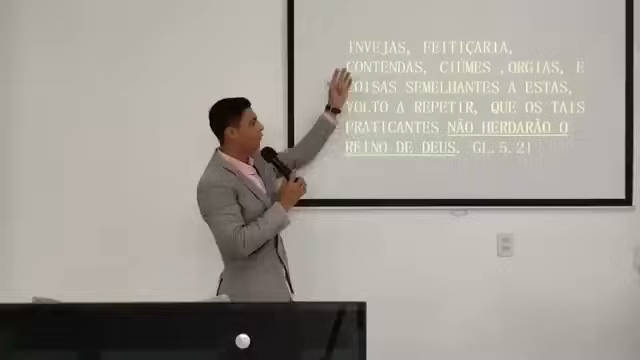 INVEJAS, FEITIÇARIA,
CONTENDAS, CIÚMES ,ORGIAS, E
COISAS SEMELHANTES A ESTAS,
VOLTO A REPETIR, QUE OS TAIS
PRATICANTES NÃO HERDARÃO O
REINO DE DEUS. GL.5.21